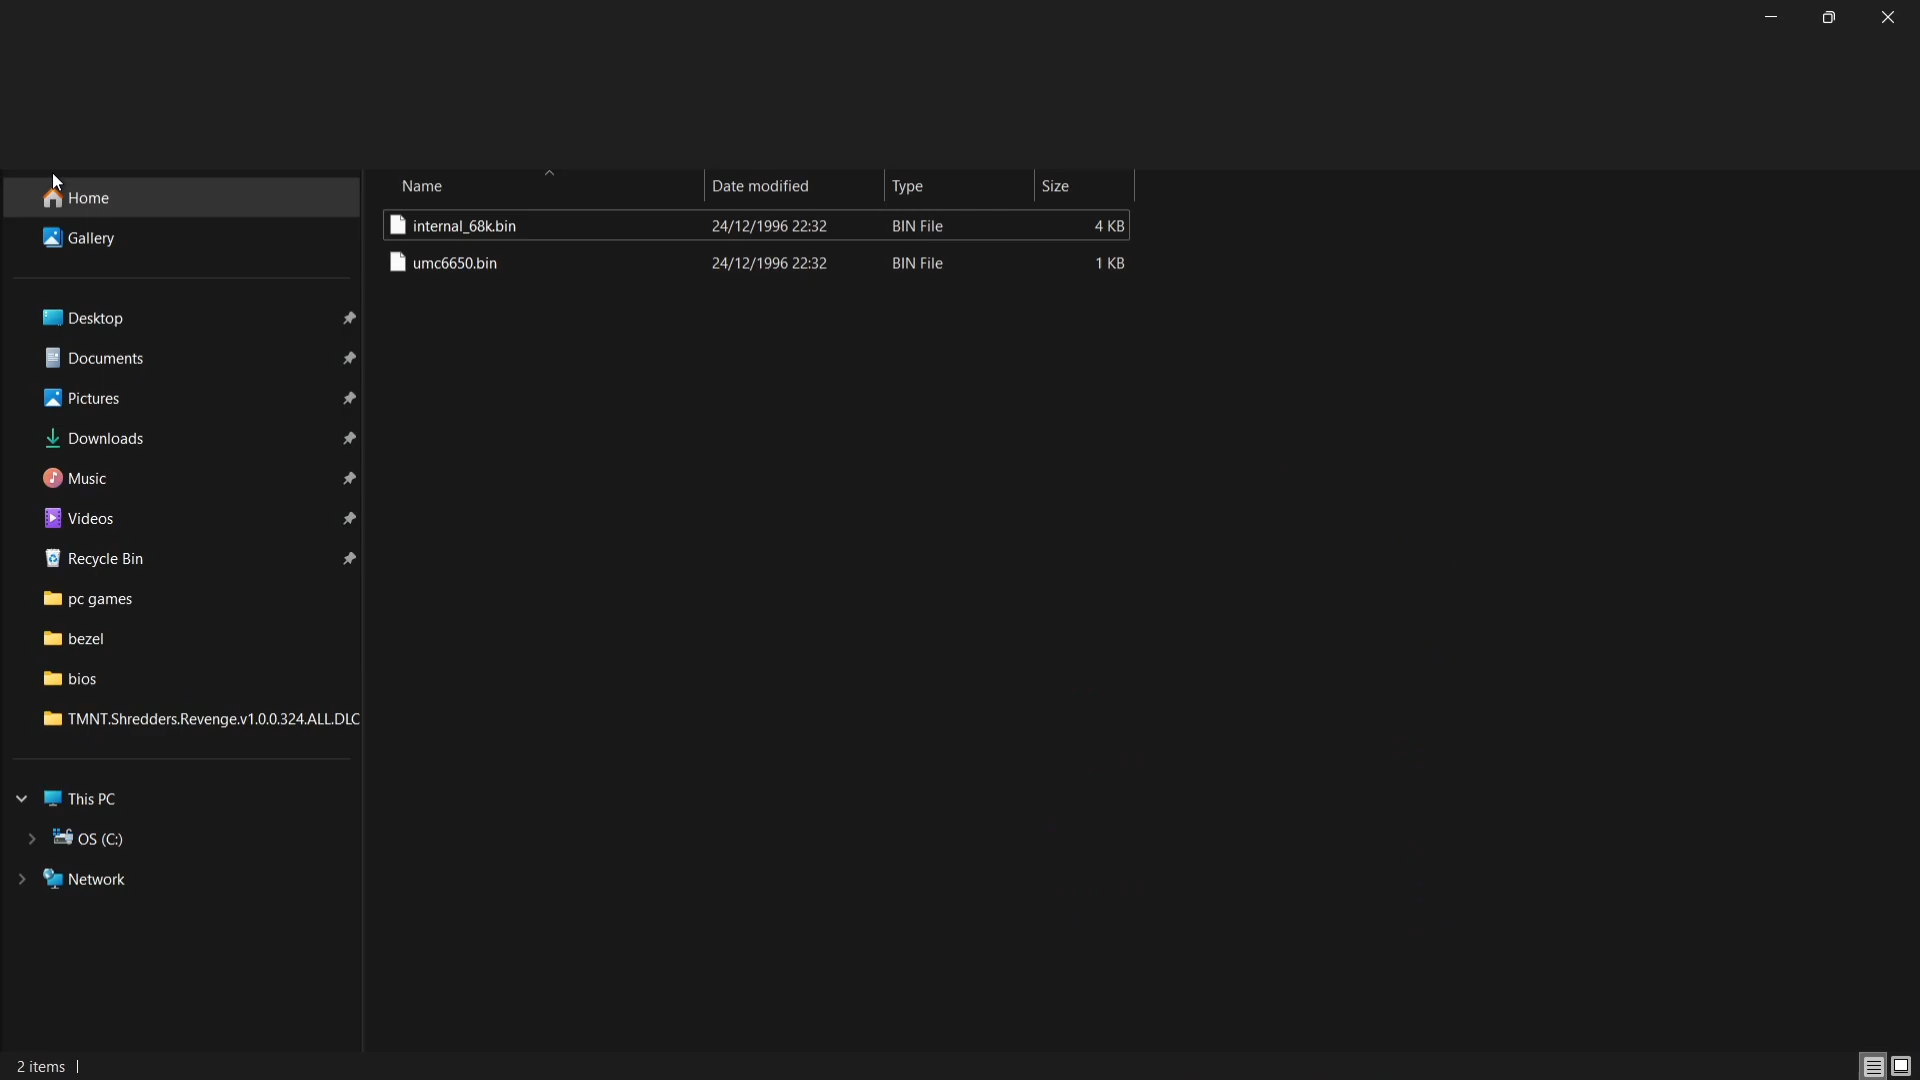 Name Date modified Type Size
Home
internal_68k.bin 24/12/1996 22:32 BIN File 4 KB
Gallery
umc6650.bin 24/12/1996 22:32 BIN File 1 KB
Desktop
Documents
Pictures
Downloads
Music
Videos
Recycle Bin
pc games
bezel
bios
TMNT.Shredders.Revenge.v1.0.0.324.ALL.DLC
This PC
OS (C:)
Network
2 items